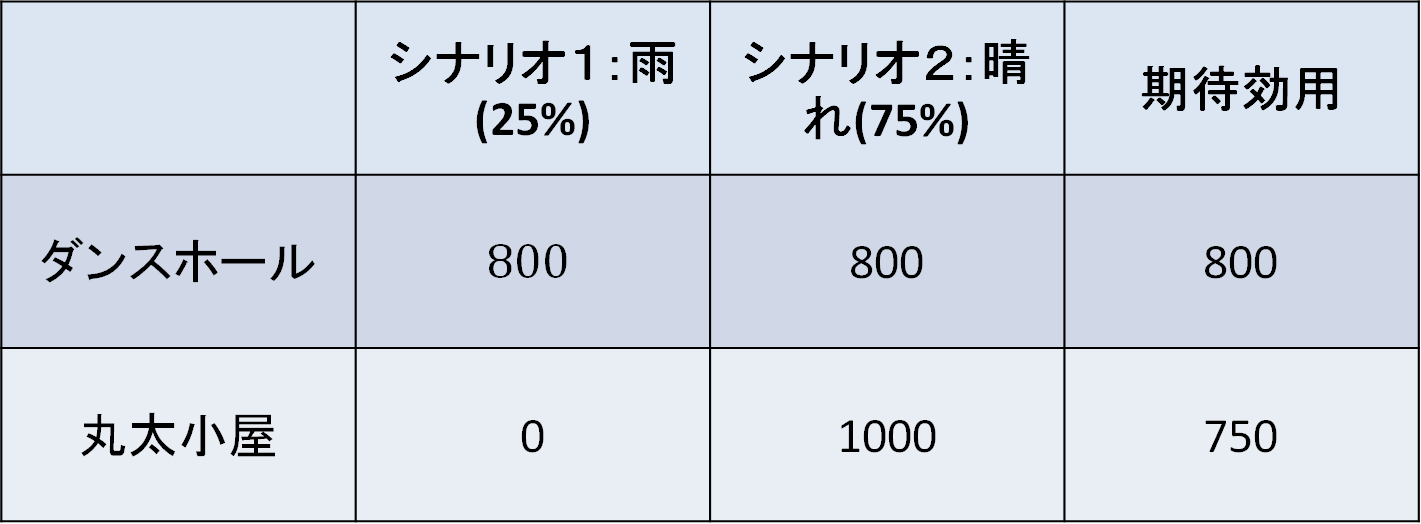 シナリオ１：雨
(25%)
シナリオ２：晴
れ(75%)
期待効用
ダンスホール
800
800
800
丸太小屋
0
1000
750